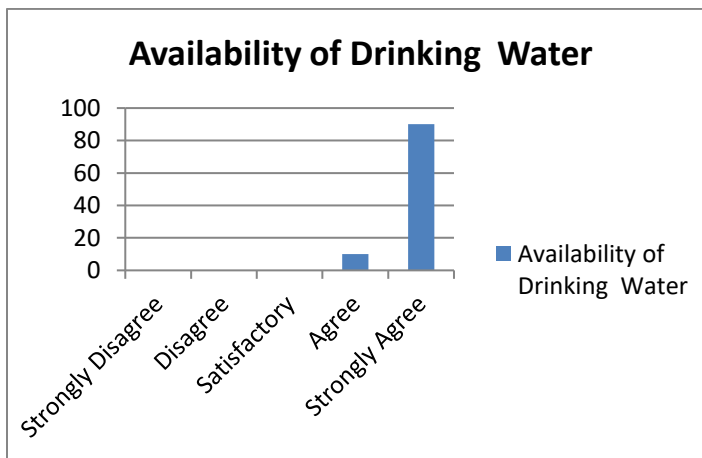 Availability of Drinking  Water
100
80
60
40
20
0
Strongly Disagree
Disagree
Satisfactory
Agree
Strongly Agree
Availability of
Drinking  Water